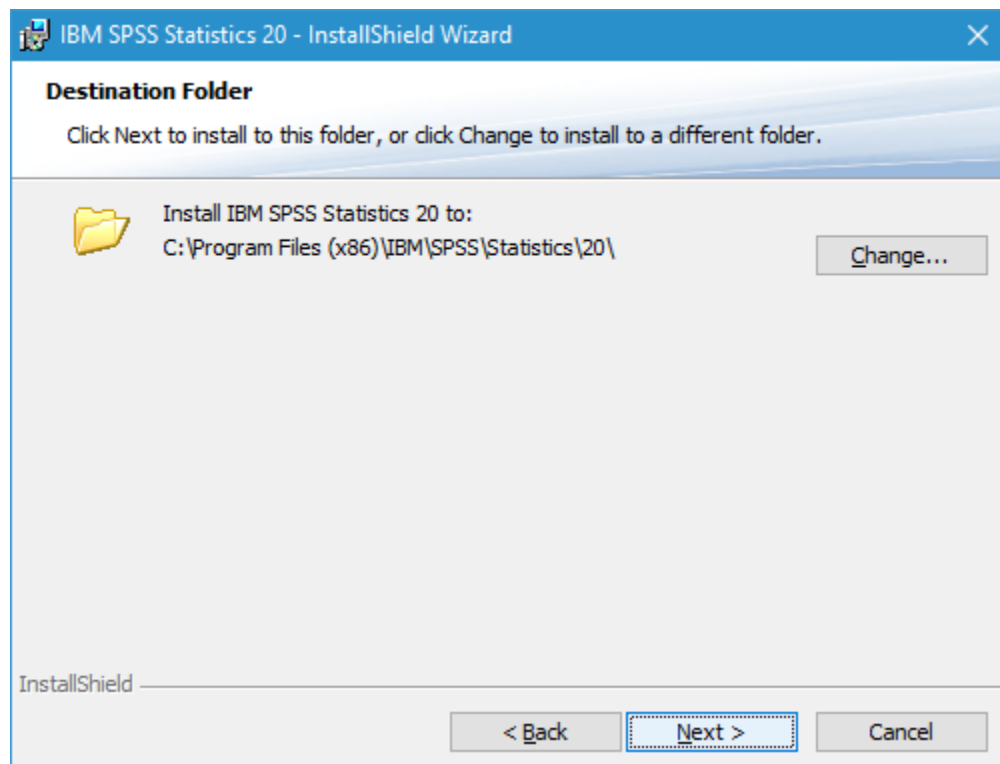 IBM SPSS Statistics 20 - InstallShield Wizard
Destination Folder
Click Next to install to this folder, or click Change to install to a different folder.
Install IBM SPSS Statistics 20 to:
C:\Program Files (x86)\IBM\SPSS\Statistics\20\
Change...
InstallShield
< Back
Next >
Cancel